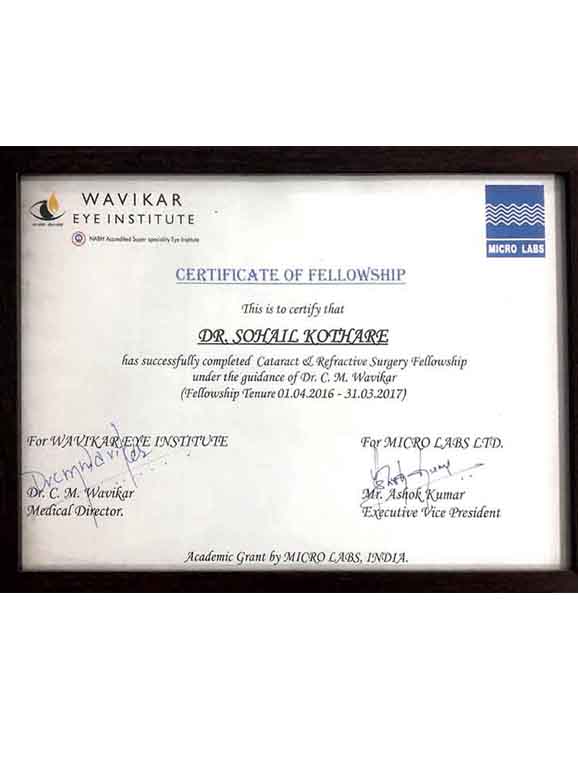 WAVIKAR
EYE INSTITUTE
NABH Accredited Super speciality Eye Institute
MICRO LABS
CERTIFICATE OF FELLOWSHIP
This is to certify that
DR. SOHAIL KOTHARE
has successfully completed Cataract & Refractive Surgery Fellowship
under the guidance of Dr. C. M. Wavikar
(Fellowship Tenure 01.04.2016 - 31.03.2017)
For WAVIKAR EYE INSTITUTE
For MICRO LABS LTD.
Dr. C. M. Wavikar
Mr. Ashok Kumar
Medical Director.
Executive Vice President
Academic Grant by MICRO LABS, INDIA.